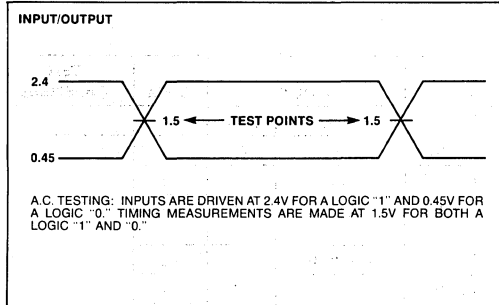 INPUT/OUTPUT
2.4
1.5 TEST POINTS 1.5
0.45
A.C. TESTING: INPUTS ARE DRIVEN AT 2.4V FOR A LOGIC "1" AND 0.45V FOR
A LOGIC "0." TIMING MEASUREMENTS ARE MADE AT 1.5V FOR BOTH A
LOGIC "1" AND "0."